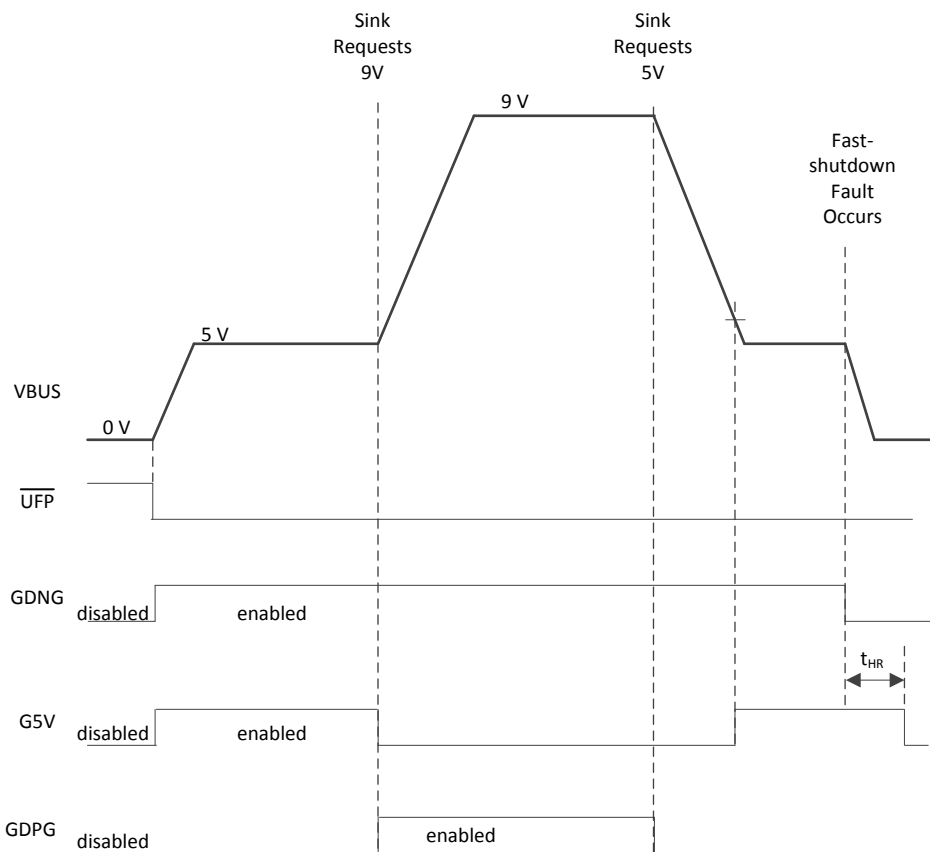 Sink
Requests
9V
Sink
Requests
5V
9 V
Fast-
shutdown
Fault
Occurs
5 V
VBUS
0 V
UFP
GDNG
disabled
enabled
tHR
G5V
disabled
enabled
GDPG
disabled
enabled